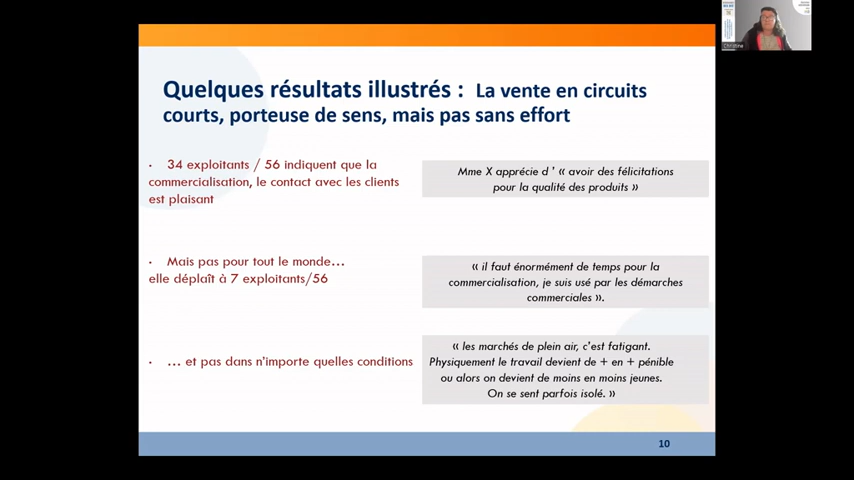 Quelques résultats illustrés : La vente en circuits
courts, porteuse de sens, mais pas sans effort
• 34 exploitants / 56 indiquent que la
commercialisation, le contact avec les clients
est plaisant
Mme X apprécie d ' « avoir des félicitations
pour la qualité des produits »
• Mais pas pour tout le monde…
elle déplaît à 7 exploitants/56
« il faut énormément de temps pour la
commercialisation, je suis usé par les démarches
commerciales ».
• … et pas dans n'importe quelles conditions
« les marchés de plein air, c'est fatigant.
Physiquement le travail devient de + en + pénible
ou alors on devient de moins en moins jeunes.
On se sent parfois isolé. »
10
Christine